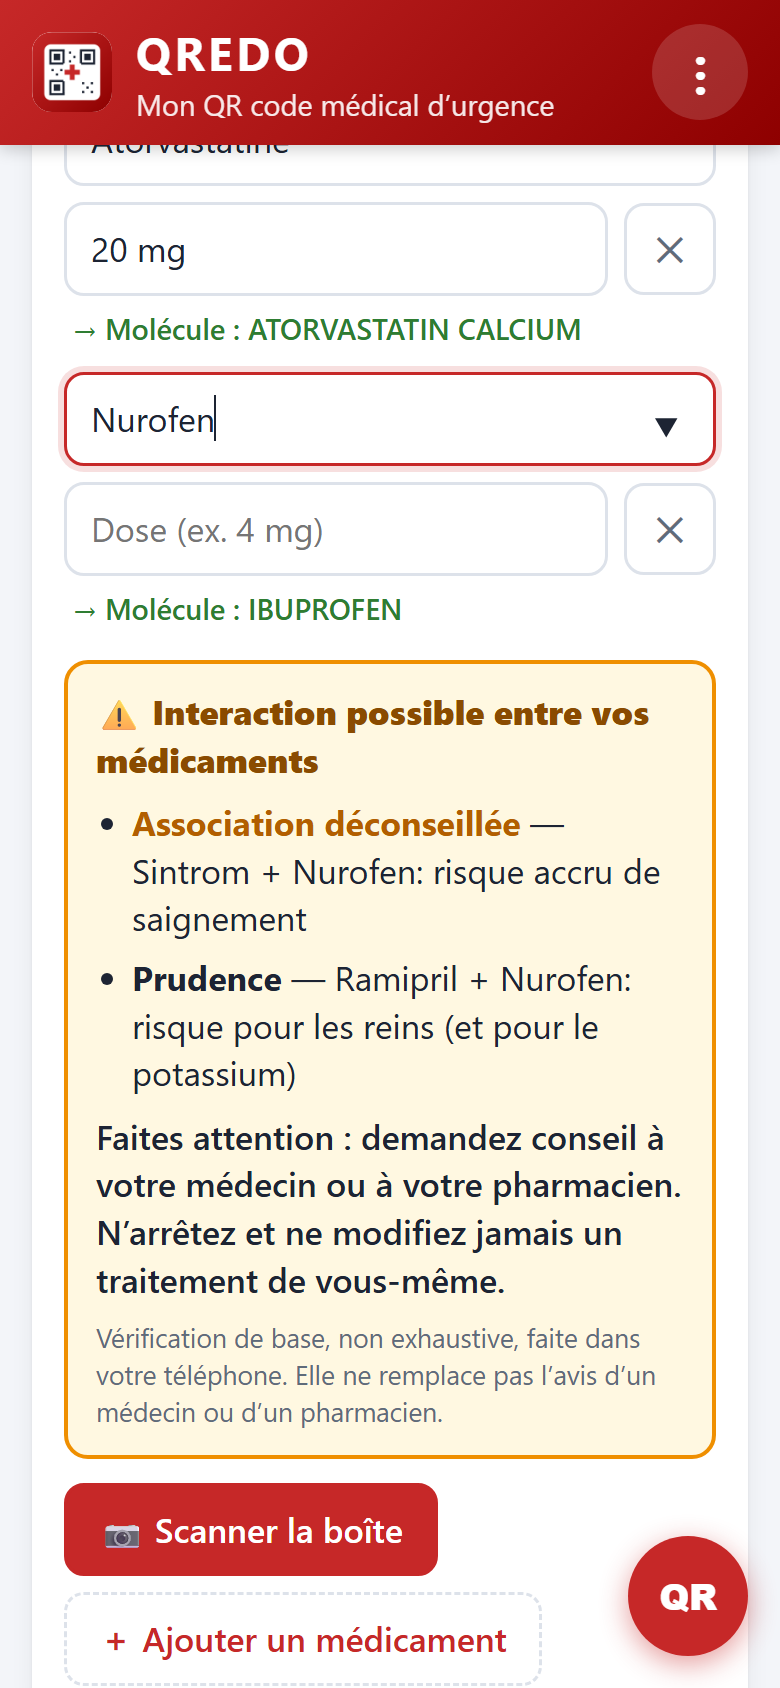 QREDO
Mon QR code médical d’urgence
Atorvastatine
20 mg
→ Molécule : ATORVASTATIN CALCIUM
Nurofen
Dose (ex. 4 mg)
→ Molécule : IBUPROFEN
⚠️ Interaction possible entre vos
médicaments
• Association déconseillée —
Sintrom + Nurofen: risque accru de
saignement
• Prudence — Ramipril + Nurofen:
risque pour les reins (et pour le
potassium)
Faites attention : demandez conseil à
votre médecin ou à votre pharmacien.
N’arrêtez et ne modifiez jamais un
traitement de vous-même.
Vérification de base, non exhaustive, faite dans
votre téléphone. Elle ne remplace pas l’avis d’un
médecin ou d’un pharmacien.
Scanner la boîte
QR
+ Ajouter un médicament